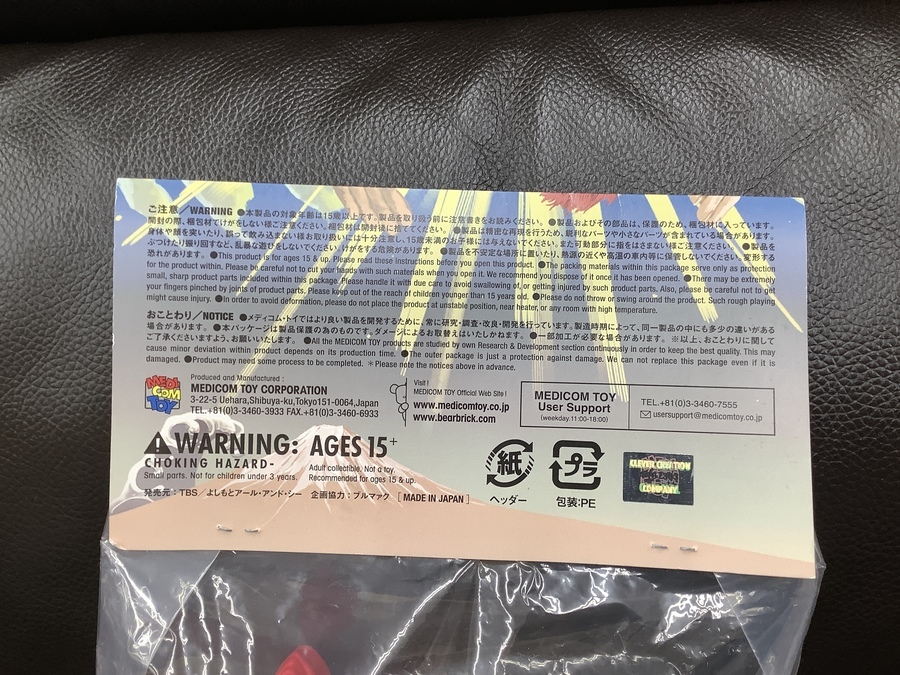 ご注意／WARNING ●本製品の対象年齢は15歳以上です。製品を取り扱う前に注意書きをお読みください。 ●製品およびその部品は、保護のため、梱包材に入っています。
開封の際、梱包材でけがをしない様ご注意ください。梱包材は開封後に捨ててください。 ●製品は精密な再現を行うため、鋭利なパーツや小さなパーツが含まれている場合があります。
身体や顔を突いたり、誤って飲み込まない様お取り扱いには十分注意し、15歳未満のお子様には与えないでください。また可動部分に指をはさまない様ご注意ください。 ●製品を
ぶつけたり振り回すなど、乱暴な遊びをしないでください。けがをする危険があります。 ●製品を不安定な場所に置いたり、熱源の近くや高温の車内等に保管しないでください。変形する
恐れがあります。 ●This product is for ages 15 & up. Please read these instructions before you open this product. ●The packing materials within this package serve only as protection
for the product within. Please be careful not to cut yourself with such materials when you open it. We recommend you dispose of it once it has been opened. ●There may be extremely
small, sharp product parts included within this package. Please handle it with due care to avoid swallowing of, or getting injured by such product parts. Also, please be careful not to get
your fingers pinched by joints of product parts. Please keep out of the reach of children younger than 15 years old. ●Please do not throw or swing around the product. Such rough playing
might cause injury. ●In order to avoid deformation, please do not place the product at unstable position, near heat source, or any room with high temperature.
おことわり／NOTICE ●メディコム・トイではより良い製品を開発するために、常に研究・調査・改良・開発を行っています。製造時期によって、同一製品の中にも多少の違いがある
場合があります。 ●本パッケージは製品保護の為のものです。ダメージによるお取替えはいたしかねます。 ●一部加工が必要な場合があります。 ※以上、おことわりに関して
ご了承くださいますよう、お願いいたします。 ●All the MEDICOM TOY products are studied by own Research & Development section continuously in order to keep the best quality. This may
cause minor deviation within product depends on its production time. ●The outer package is just a protection against damage. We can not replace this package even if it is
damaged. ●Product may need some process to be completed. ＊Please note the notices above in advance.
MEDI COM TOY
Produced and Manufactured :
MEDICOM TOY CORPORATION
3-22-5 Uehara,Shibuya-ku,Tokyo151-0064,Japan
TEL.+81(0)3-3460-3933 FAX.+81(0)3-3460-6933
Visit !
MEDICOM TOY Official Web Site !
www.medicomtoy.co.jp
www.bearbrick.com
MEDICOM TOY
User Support
(weekday.11:00-18:00)
TEL.+81(0)3-3460-7555
usersupport@medicomtoy.co.jp
WARNING: AGES 15+
CHOKING HAZARD-
Small parts. Not for children under 3 years.
Adult collectible. Not a toy.
Recommended for ages 15 & up.
発売元：TBS／よしもとアール・アンド・シー　企画協力：ブルマァク　[ MADE IN JAPAN ]
紙
ヘッダー
プラ
包装:PE
COMPANY